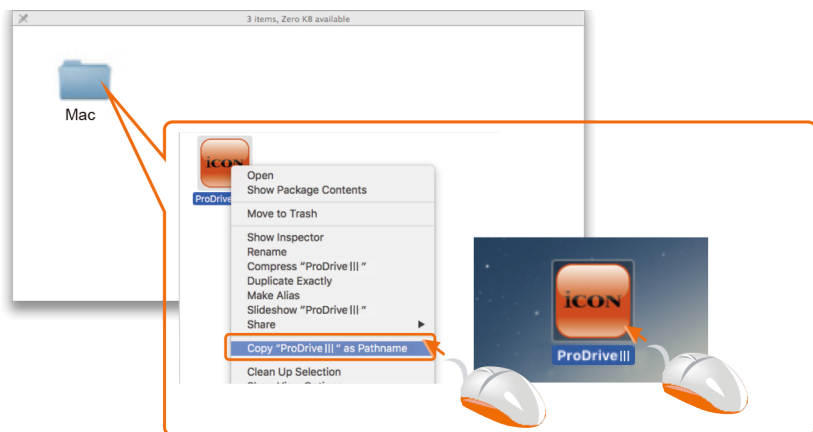 3 items, Zero KB available
Mac
iCON
ProDrive
Open
Show Package Contents
Move to Trash
Show Inspector
Rename
Compress “ProDrive||| ”
Duplicate Exactly
Make Alias
Slideshow “ProDrive||| ”
Share
Copy “ProDrive||| ” as Pathname
Clean Up Selection
iCON
ProDrive|||